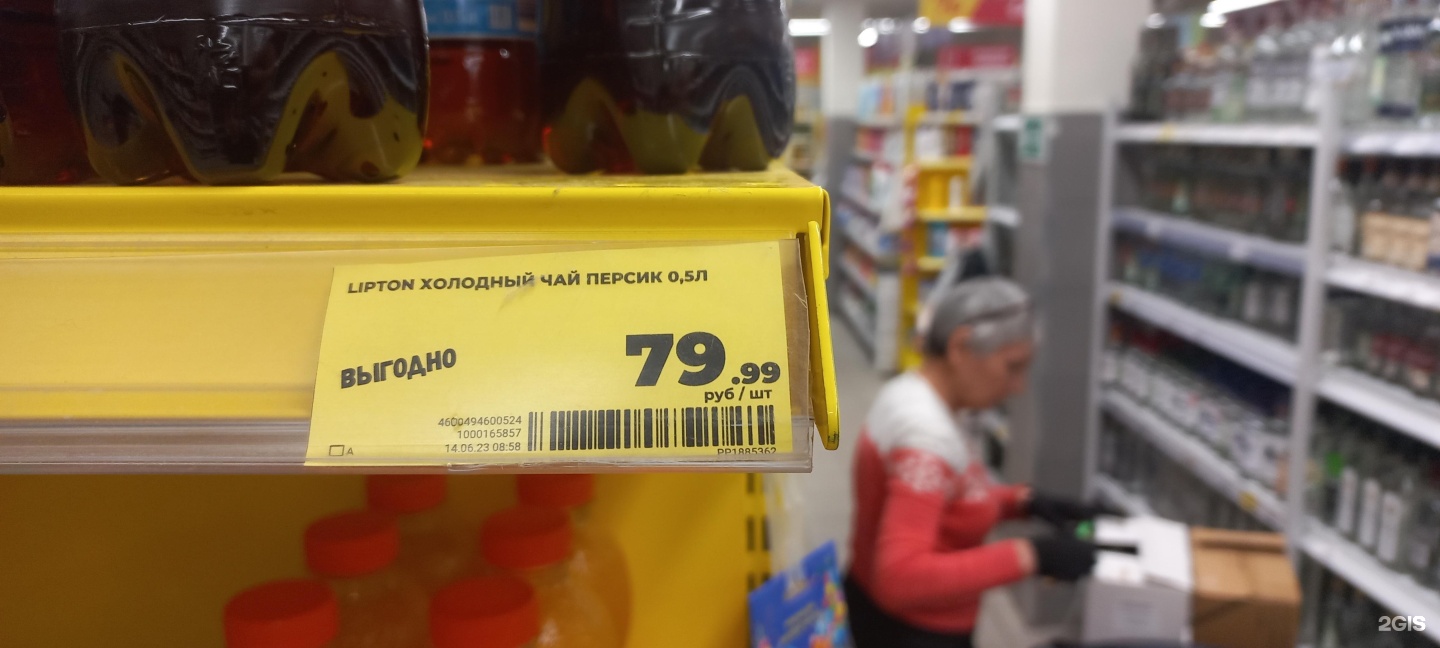 LIPTON ХОЛОДНЫЙ ЧАЙ ПЕРСИК 0,5Л
ВЫГОДНО
79.99
руб / шт
4600494600524
1000165857
14.06.23 08:58
A
PP1885362
2GIS